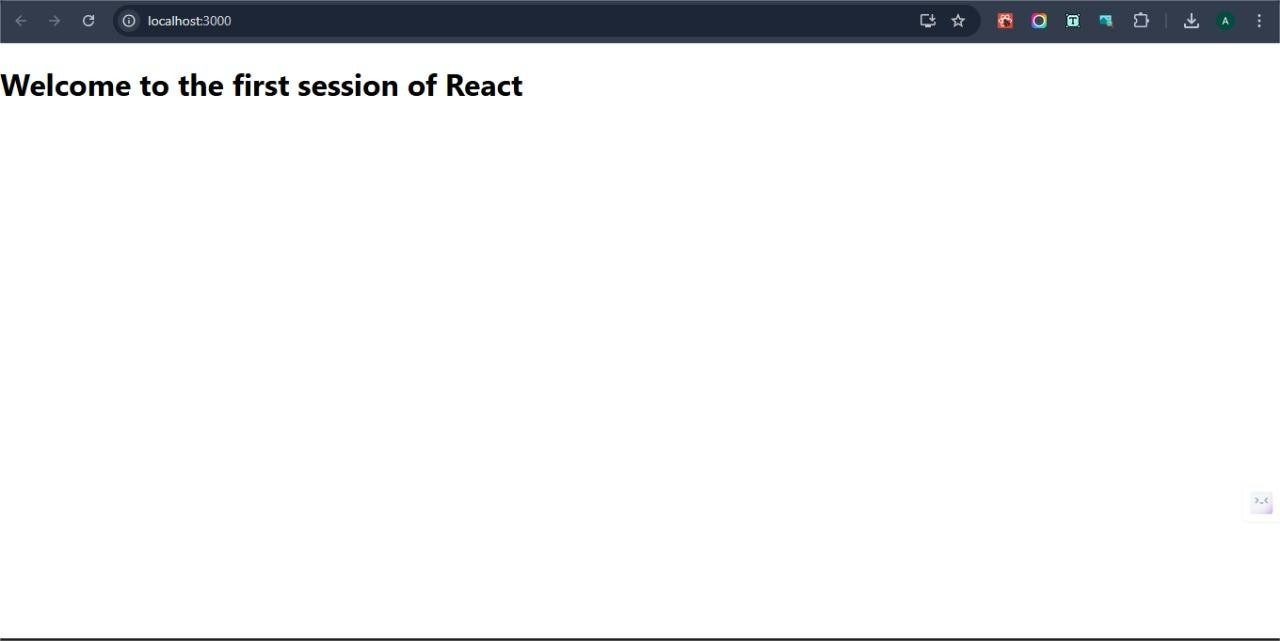 localhost:3000
A
Welcome to the first session of React